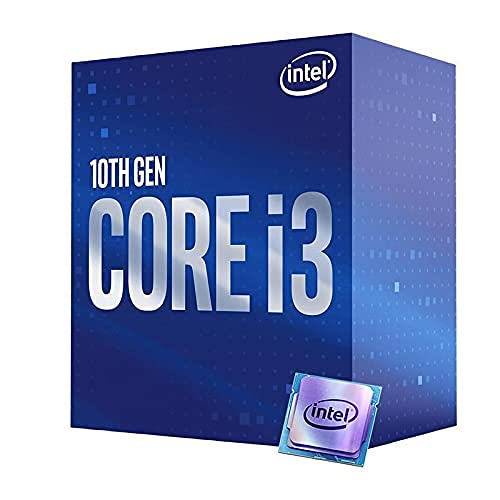 intel
10TH GEN
CORE i3
intel